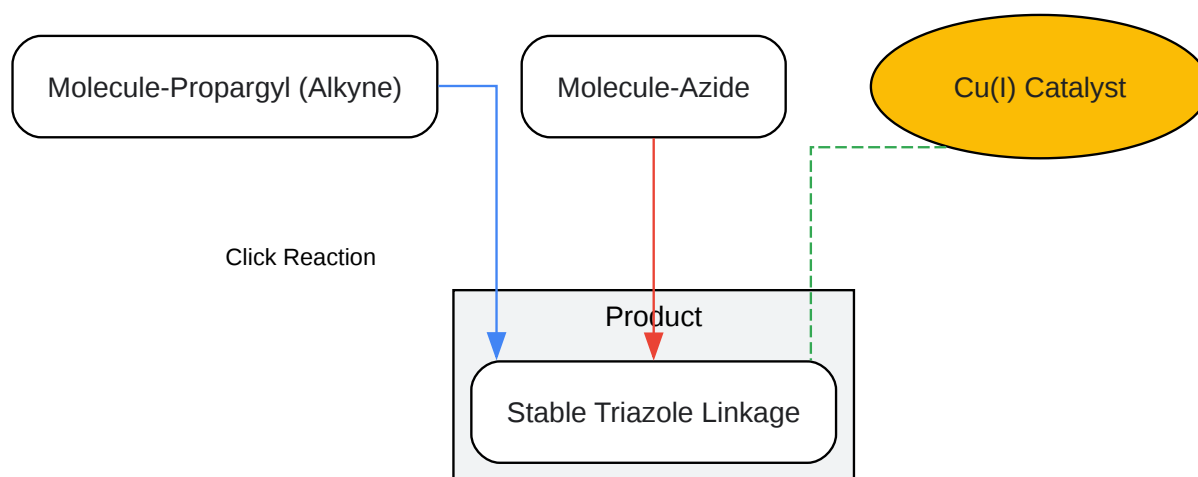 Molecule-Propargyl (Alkyne)
Molecule-Azide
Cu(I) Catalyst
Click Reaction
Product
Stable Triazole Linkage